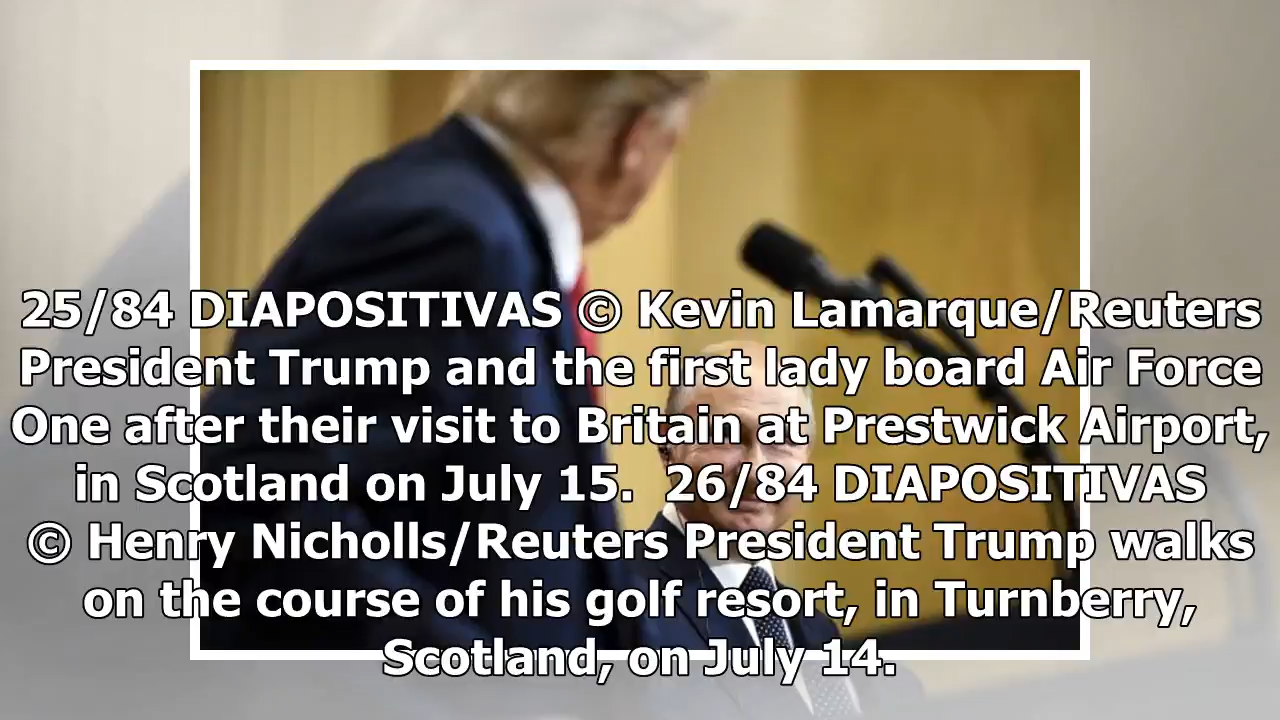 25/84 DIAPOSITIVAS © Kevin Lamarque/Reuters
President Trump and the first lady board Air Force
One after their visit to Britain at Prestwick Airport,
in Scotland on July 15.  26/84 DIAPOSITIVAS
© Henry Nicholls/Reuters President Trump walks
on the course of his golf resort, in Turnberry,
Scotland, on July 14.